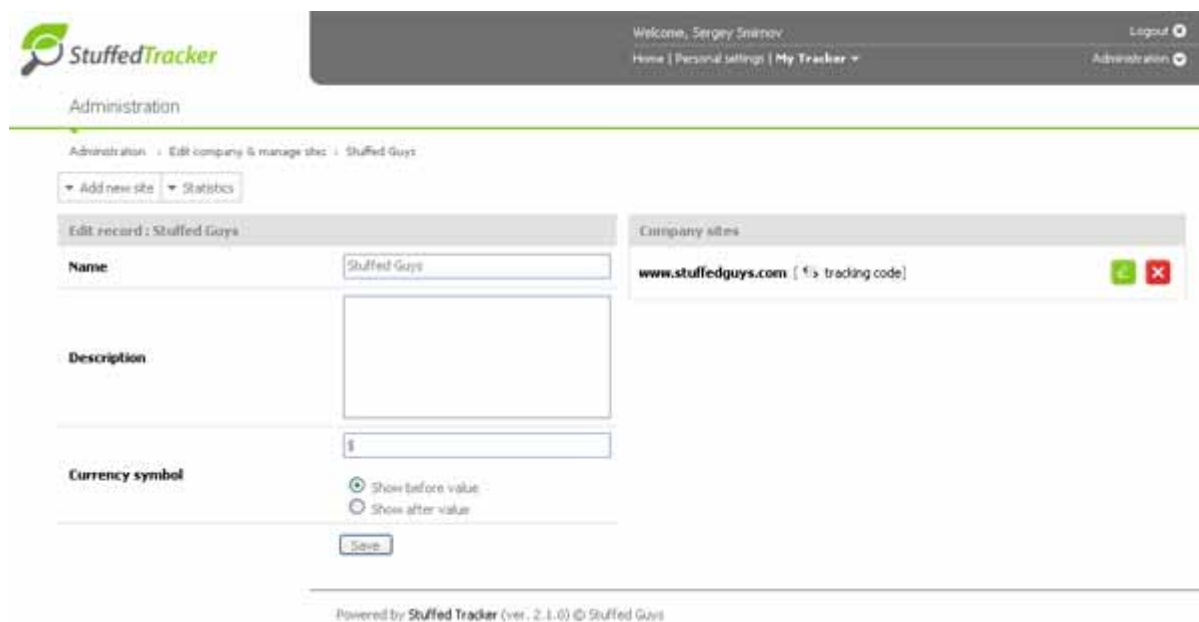 StuffedTracker
Welcome, Sergey Smirnov
Logout
Home | Personal settings | My Tracker
Administration
Administration
Administration › Edit company & manage sites › Stuffed Guys
Add new site
Statistics
Edit record : Stuffed Guys
Company sites
Name
Stuffed Guys
www.stuffedguys.com [ tracking code]
Description
$
Currency symbol
Show before value
Show after value
Save
Powered by Stuffed Tracker (ver. 2.1.0) © Stuffed Guys